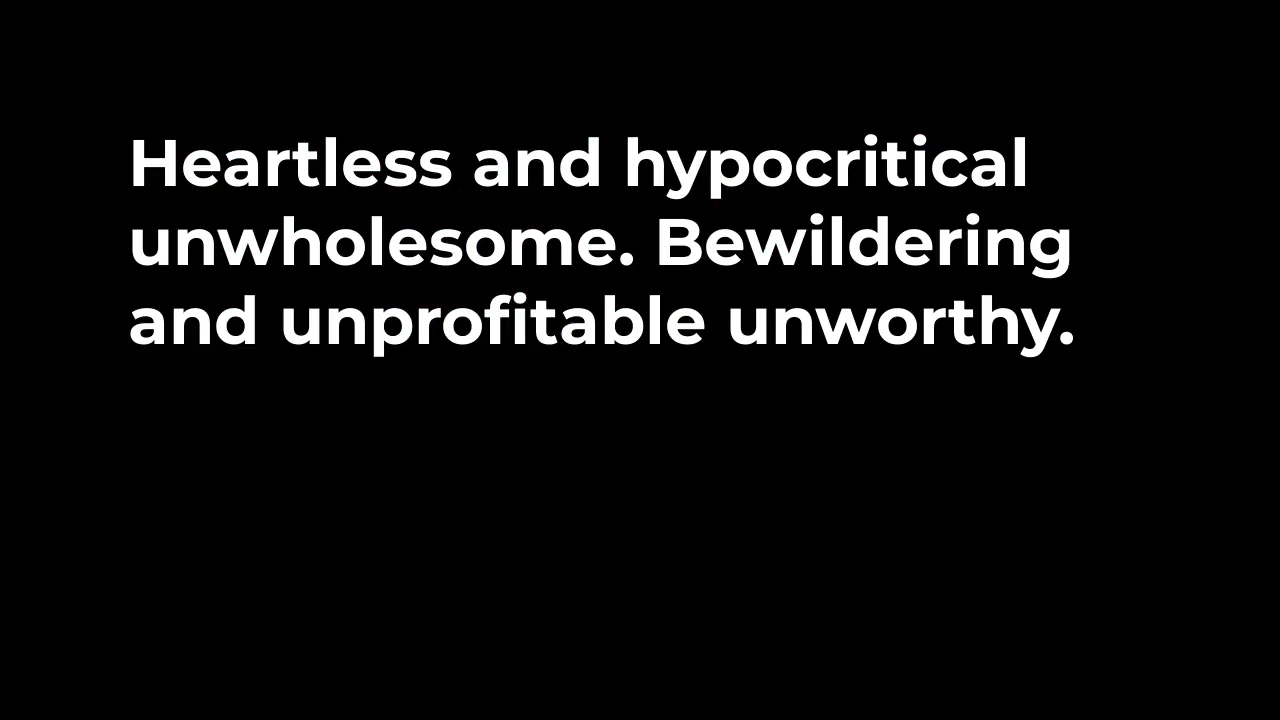 Heartless and hypocritical
unwholesome. Bewildering
and unprofitable unworthy.